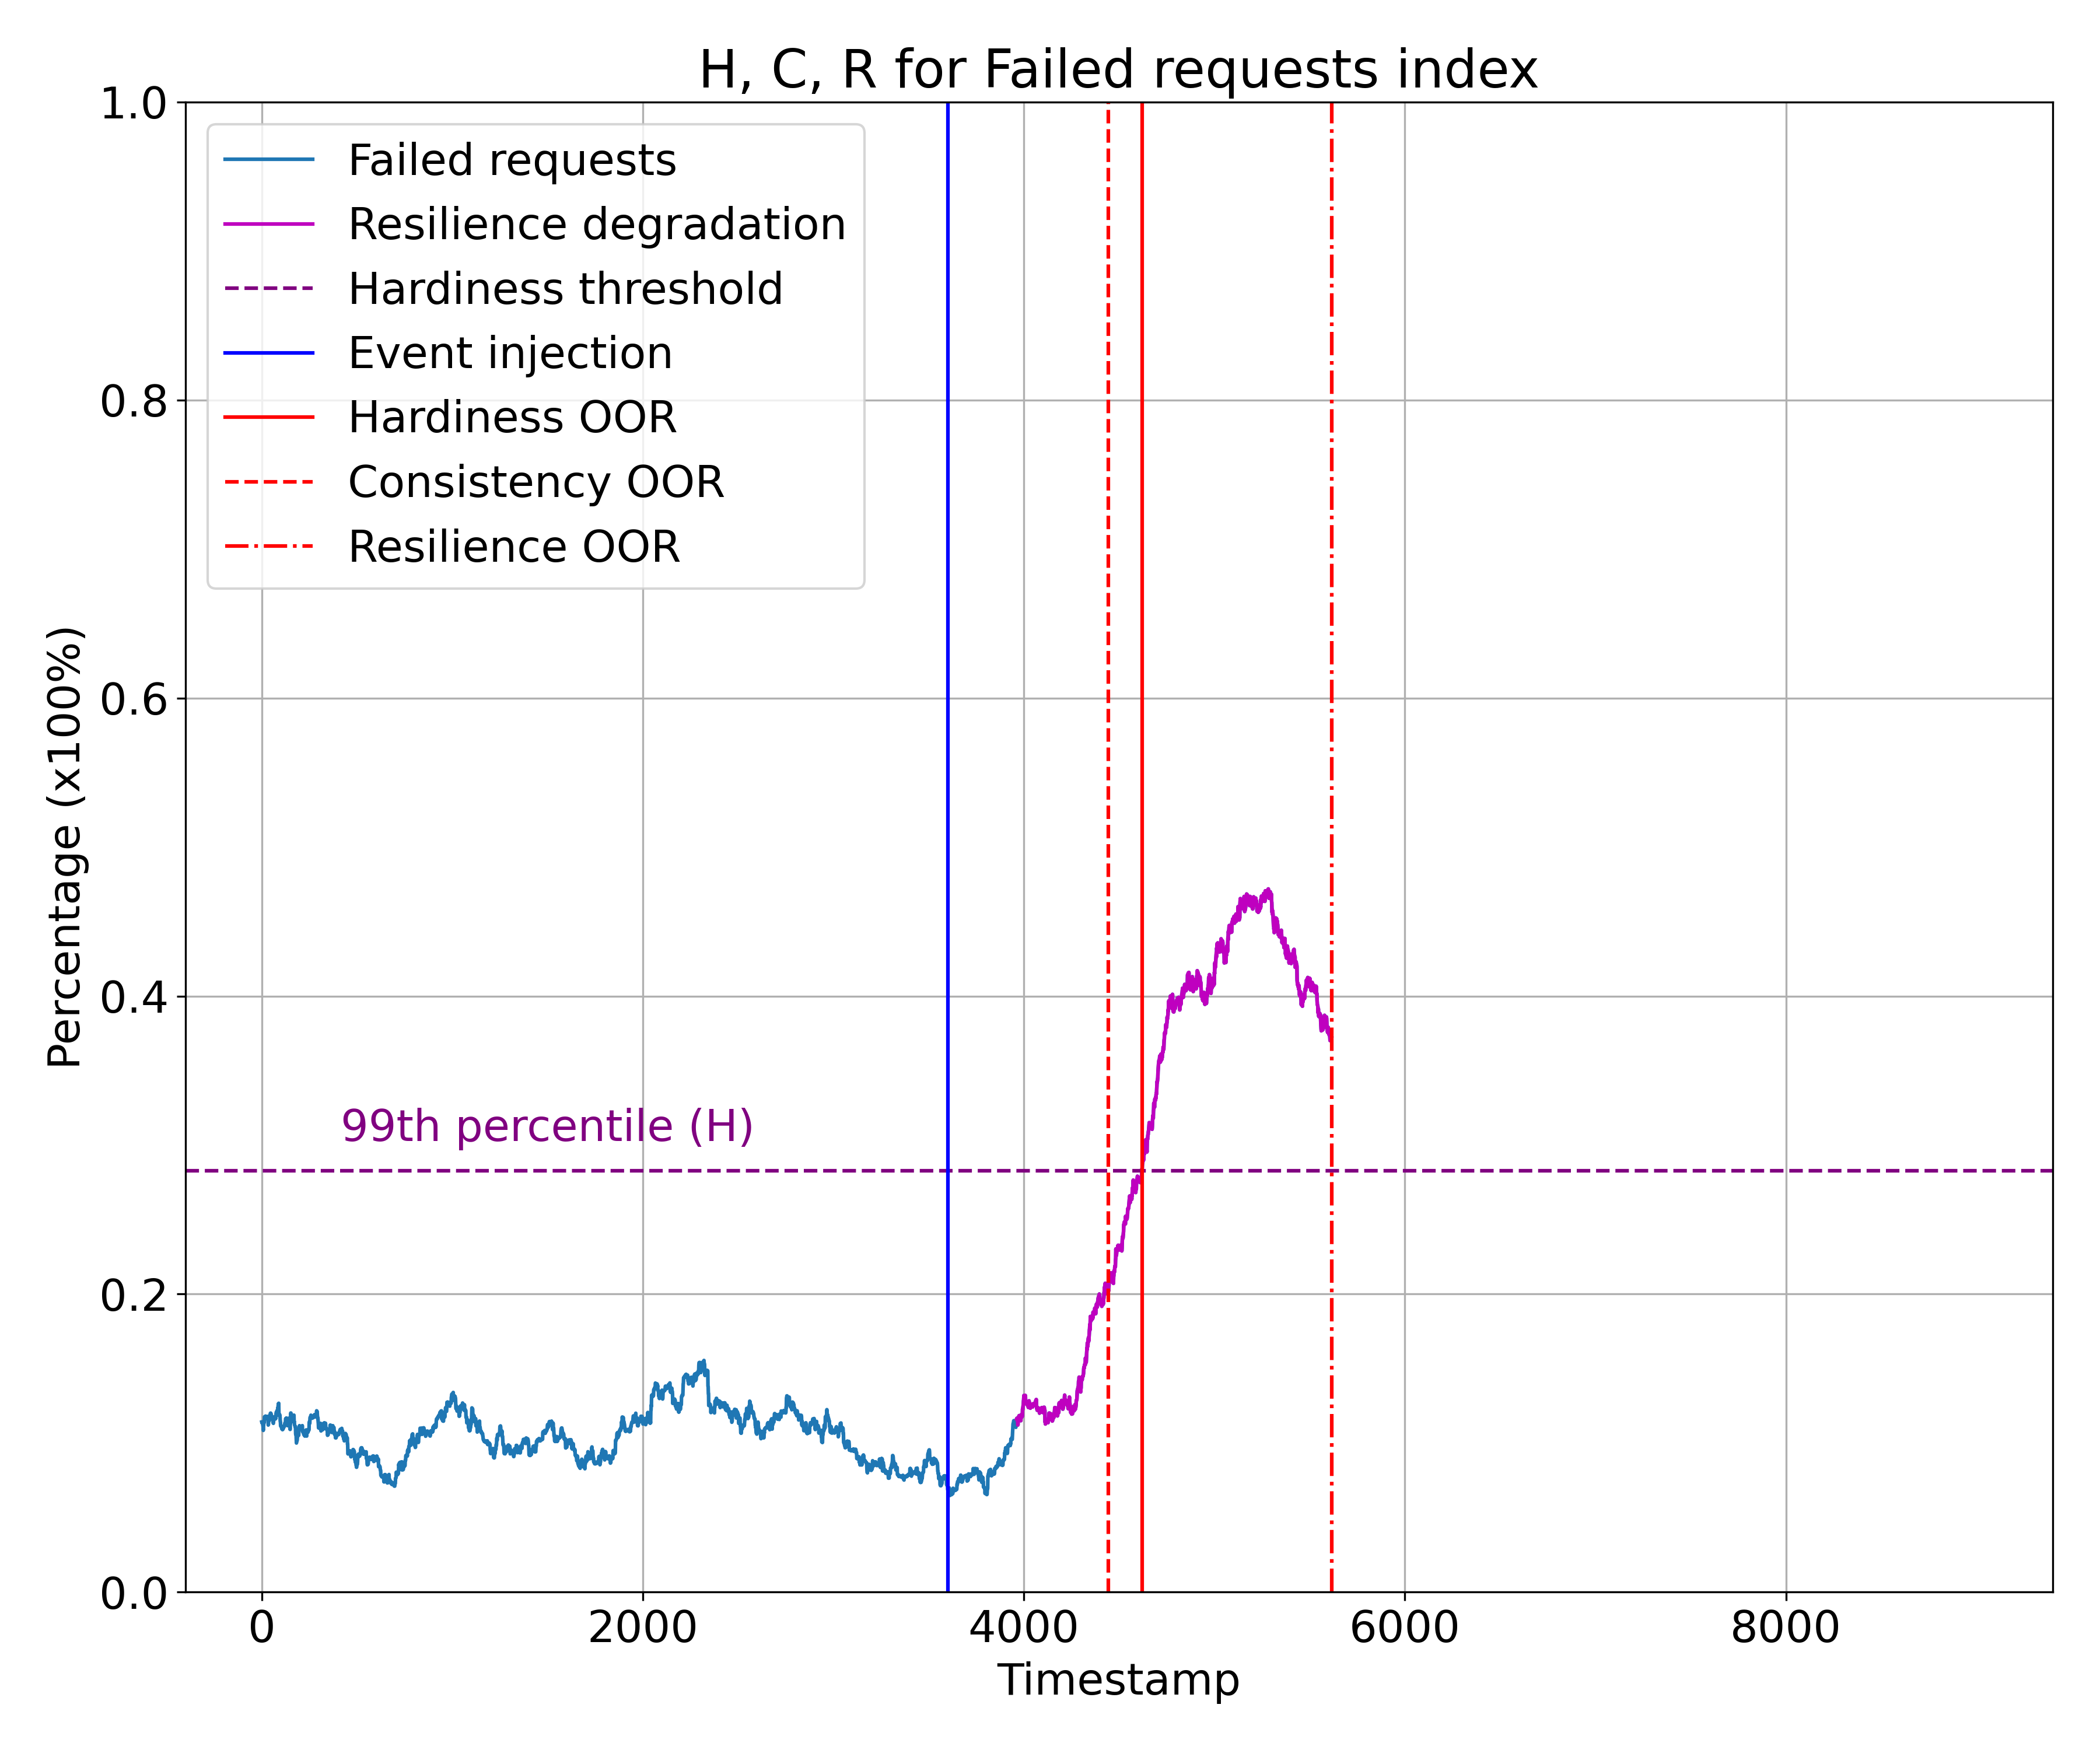 H, C, R for Failed requests index
1.0
0.8
0.6
0.4
0.2
0.0
Percentage (x100%)
Failed requests
Resilience degradation
Hardiness threshold
Event injection
Hardiness OOR
Consistency OOR
Resilience OOR
99th percentile (H)
0 2000 4000 6000 8000
Timestamp